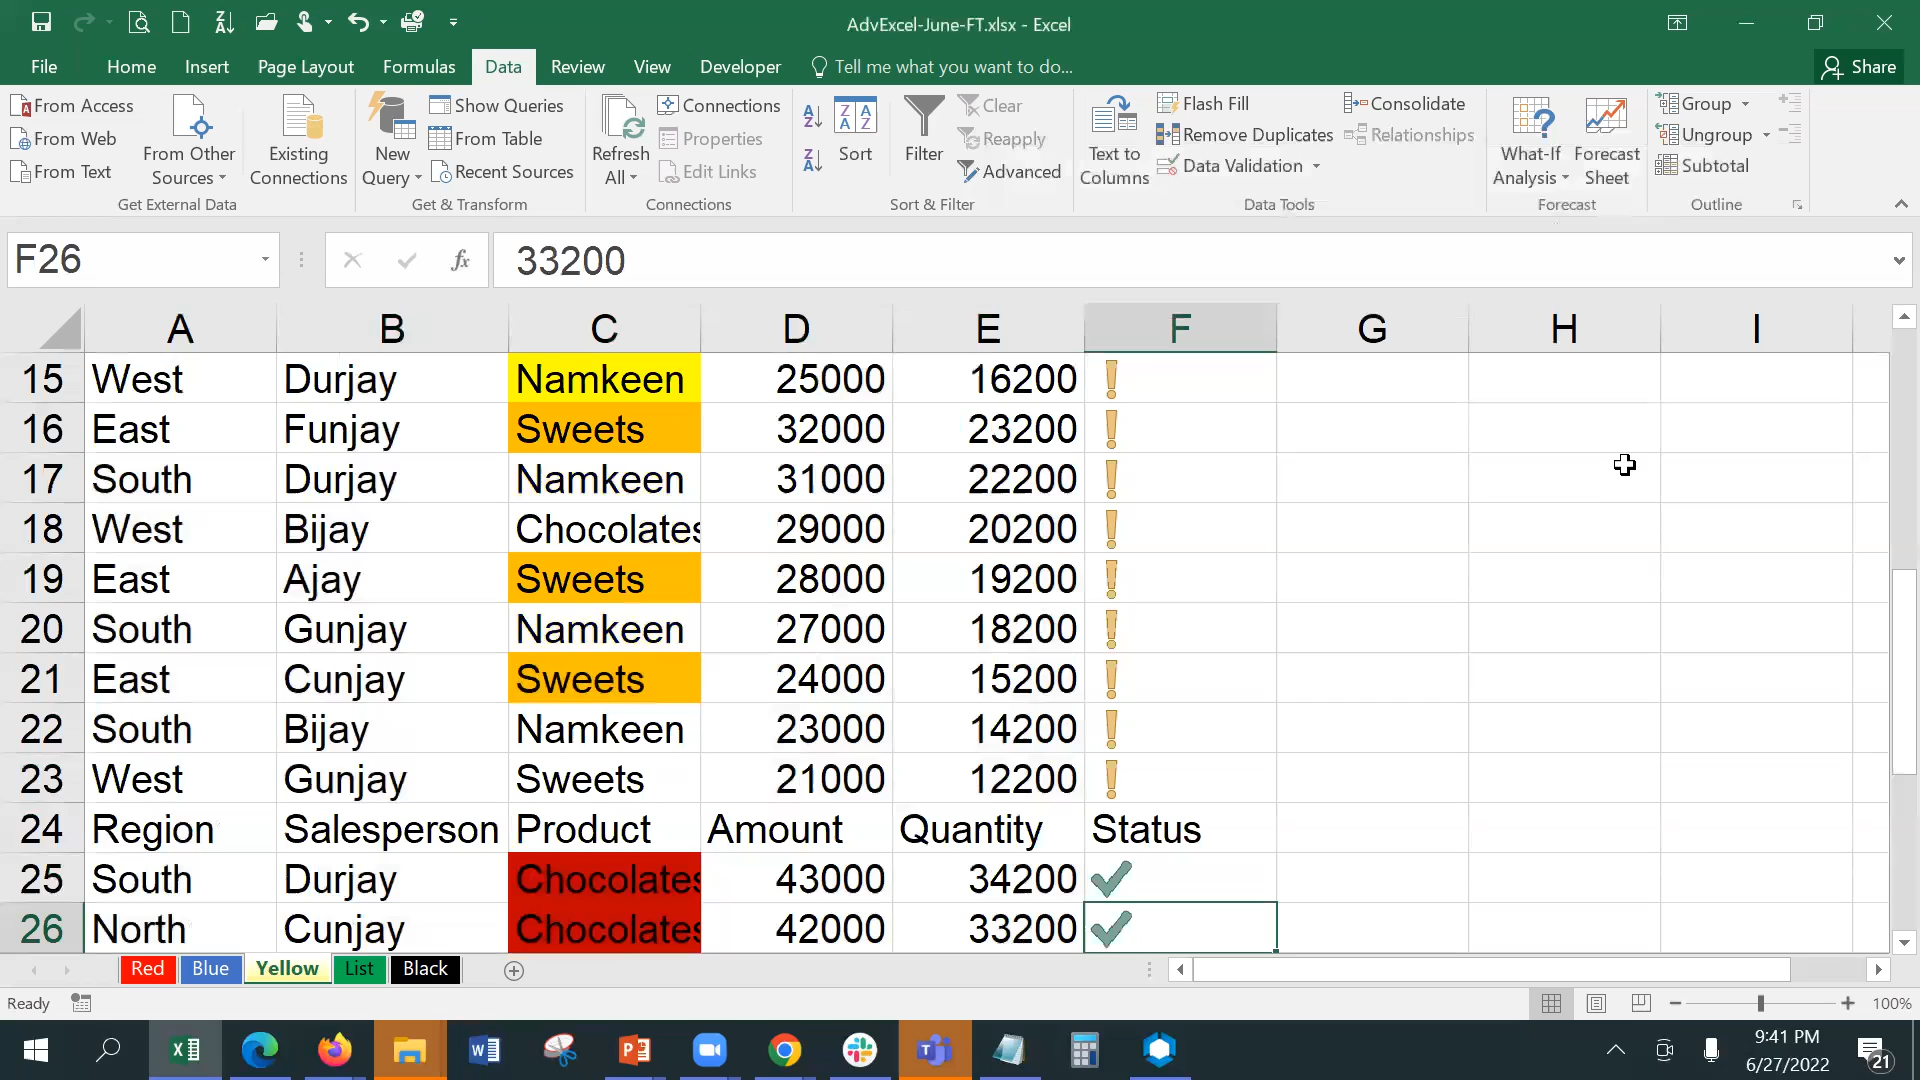 AdvExcel-June-FT.xlsx - Excel
File Home Insert Page Layout Formulas Data Review View Developer Tell me what you want to do... Share
From Access
From Web
From Text
From Other Sources
Existing Connections
Get External Data
New Query
Show Queries
From Table
Recent Sources
Get & Transform
Refresh All
Connections
Properties
Edit Links
Connections
Sort
Filter
Clear
Reapply
Advanced
Sort & Filter
Text to Columns
Flash Fill
Remove Duplicates
Data Validation
Consolidate
Relationships
Data Tools
What-If Analysis
Forecast Sheet
Forecast
Group
Ungroup
Subtotal
Outline
F26 fx 33200
A B C D E F G H I
15 West Durjay Namkeen 25000 16200
16 East Funjay Sweets 32000 23200
17 South Durjay Namkeen 31000 22200
18 West Bijay Chocolates 29000 20200
19 East Ajay Sweets 28000 19200
20 South Gunjay Namkeen 27000 18200
21 East Cunjay Sweets 24000 15200
22 South Bijay Namkeen 23000 14200
23 West Gunjay Sweets 21000 12200
24 Region Salesperson Product Amount Quantity Status
25 South Durjay Chocolates 43000 34200
26 North Cunjay Chocolates 42000 33200
Red Blue Yellow List Black
Ready 100%
9:41 PM
6/27/2022
21